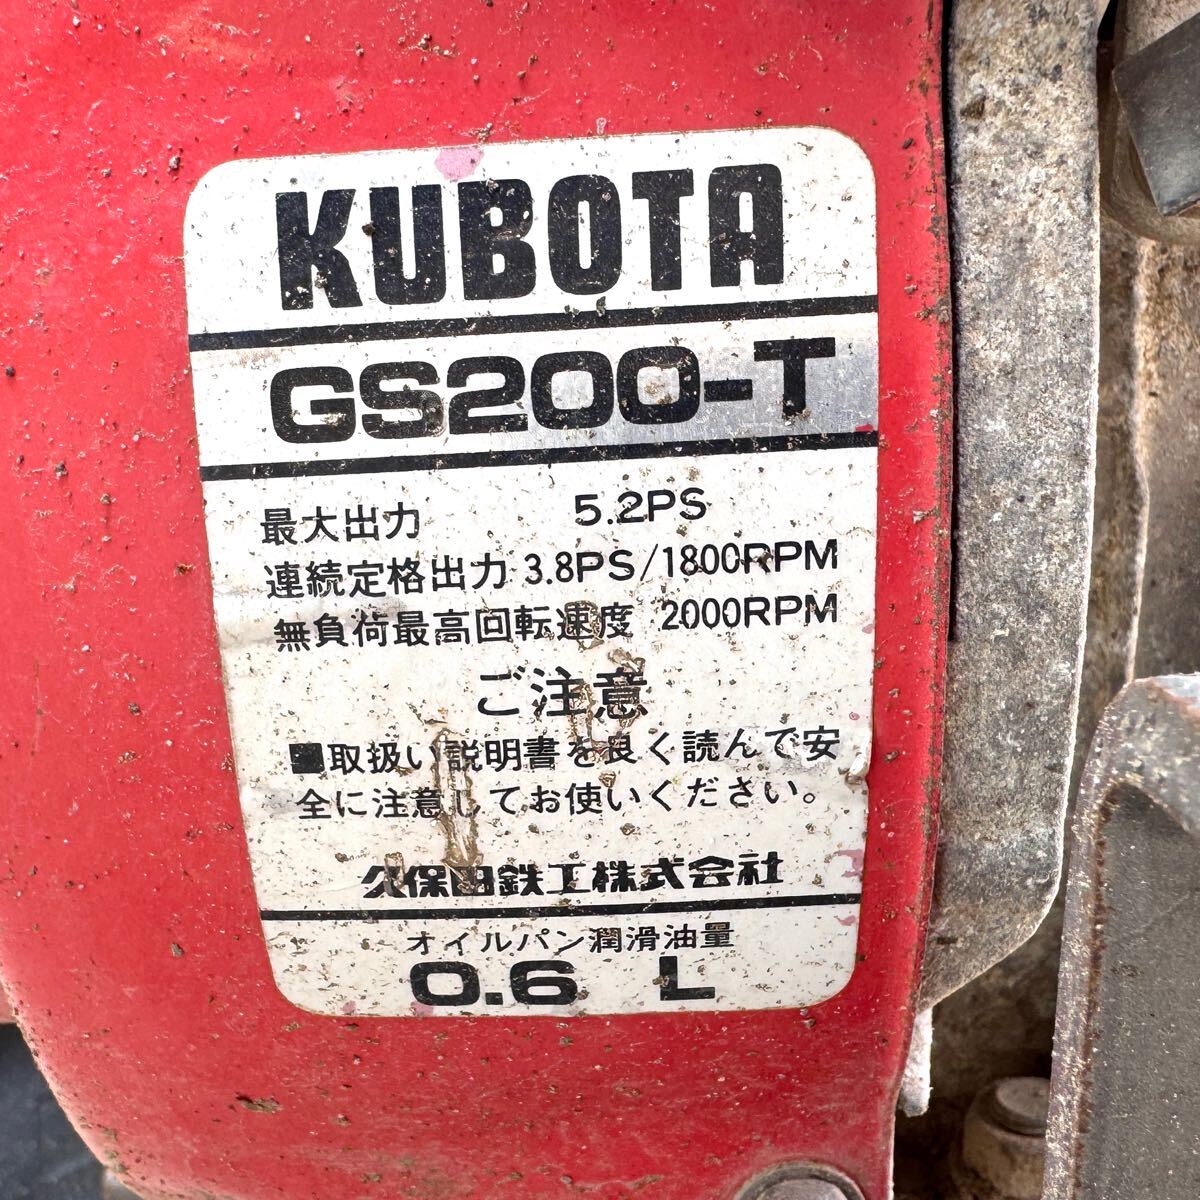 KUBOTA
GS200-T
最大出力 5.2PS
連続定格出力 3.8PS/1800RPM
無負荷最高回転速度 2000RPM
ご注意
■取扱い説明書を良く読んで安
全に注意してお使いください。
久保田鉄工株式会社
オイルパン潤滑油量
0.6 L